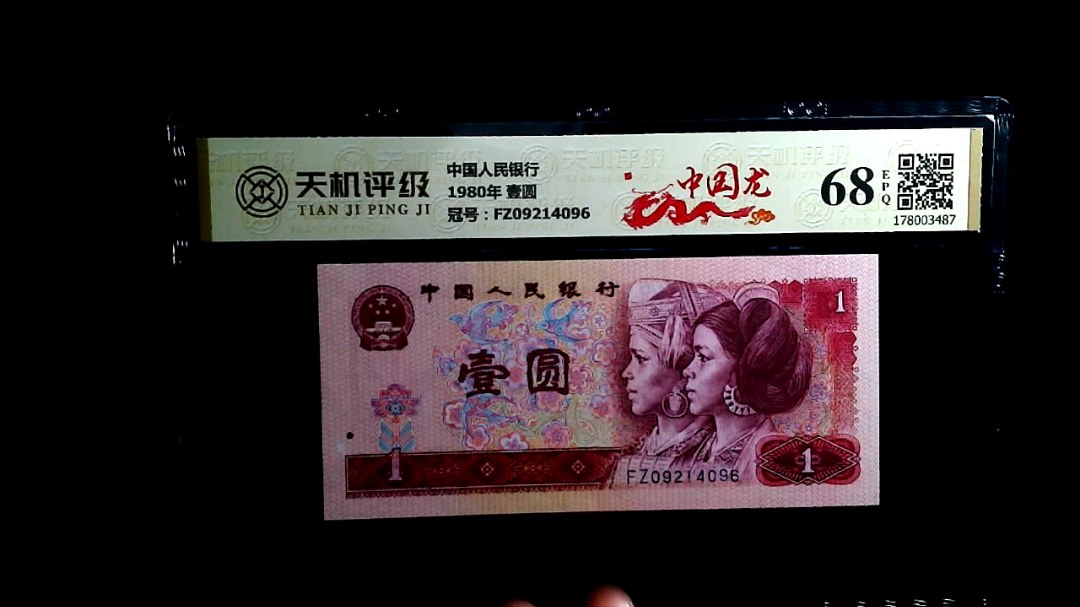 天机评级
TIAN JI PING JI
中国人民银行
1980年 壹圆
冠号：FZ09214096
中国龙
68
EPQ
178003487
中国人民银行
1
壹圆
1
FZ09214096
1